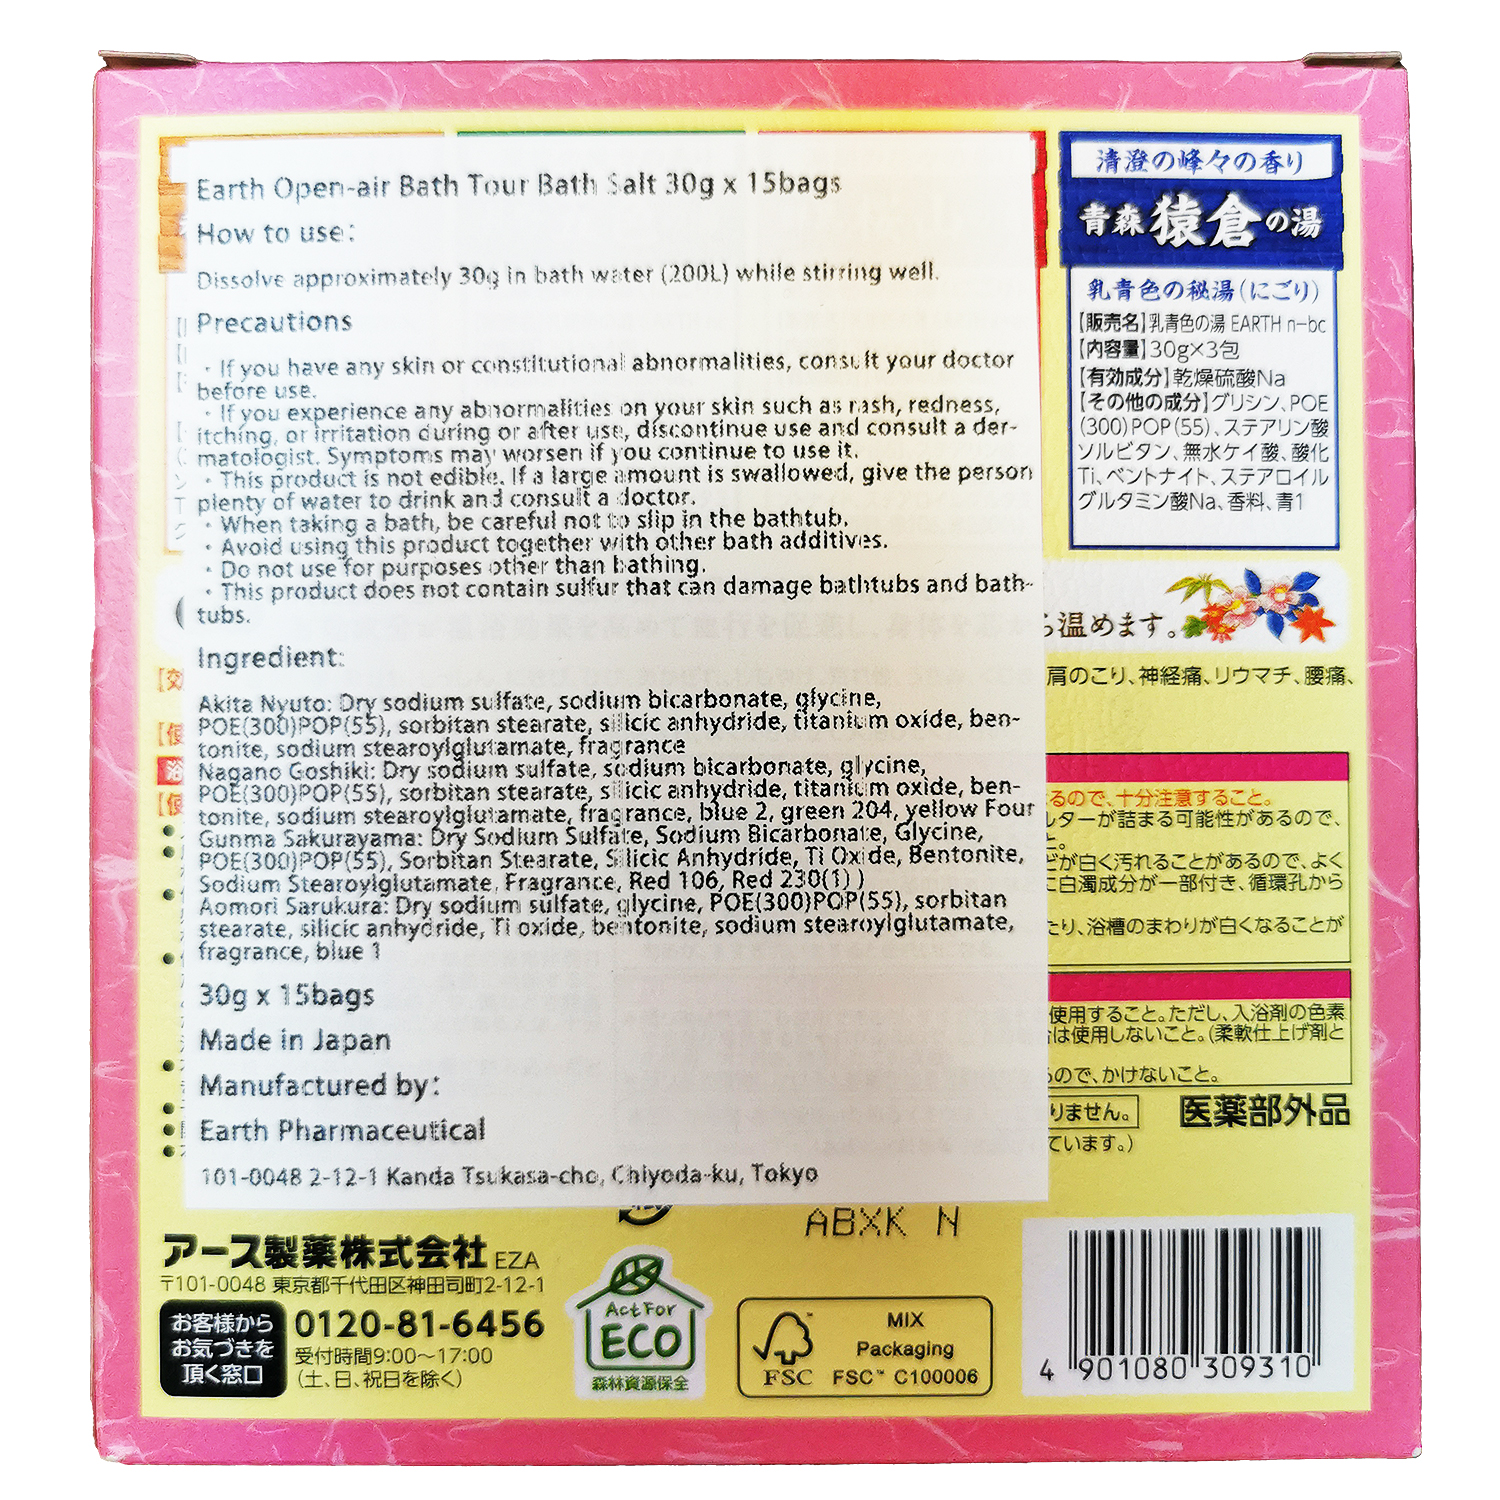 Earth Open-air Bath Tour Bath Salt 30g x 15bags
How to use:
Dissolve approximately 30g in bath water (200L) while stirring well.
Precautions
・If you have any skin or constitutional abnormalities, consult your doctor
before use.
・If you experience any abnormalities on your skin such as rash, redness,
itching, or irritation during or after use, discontinue use and consult a der-
matologist. Symptoms may worsen if you continue to use it.
・This product is not edible. If a large amount is swallowed, give the person
plenty of water to drink and consult a doctor.
・When taking a bath, be careful not to slip in the bathtub.
・Avoid using this product together with other bath additives.
・Do not use for purposes other than bathing.
・This product does not contain sulfur that can damage bathtubs and bath-
tubs.
Ingredient:
Akita Nyuto: Dry sodium sulfate, sodium bicarbonate, glycine,
POE(300)POP(55), sorbitan stearate, silicic anhydride, titanium oxide, ben-
tonite, sodium stearoylglutamate, fragrance
Nagano Goshiki: Dry sodium sulfate, sodium bicarbonate, glycine,
POE(300)POP(55), sorbitan stearate, silicic anhydride, titanium oxide, ben-
tonite, sodium stearoylglutamate, fragrance, blue 2, green 204, yellow Four
Gunma Sakurayama: Dry Sodium Sulfate, Sodium Bicarbonate, Glycine,
POE(300)POP(55), Sorbitan Stearate, Silicic Anhydride, Ti Oxide, Bentonite,
Sodium Stearoylglutamate, Fragrance, Red 106, Red 230(1) )
Aomori Sarukura: Dry sodium sulfate, glycine, POE(300)POP(55), sorbitan
stearate, silicic anhydride, Ti oxide, bentonite, sodium stearoylglutamate,
fragrance, blue 1
30g x 15bags
Made in Japan
Manufactured by:
Earth Pharmaceutical
101-0048 2-12-1 Kanda Tsukasa-cho, Chiyoda-ku, Tokyo
清澄の峰々の香り
青森猿倉の湯
乳青色の秘湯(にごり)
【販売名】乳青色の湯 EARTH n-bc
【内容量】30g×3包
【有効成分】乾燥硫酸Na
【その他の成分】グリシン、POE
(300)POP(55)、ステアリン酸
ソルビタン、無水ケイ酸、酸化
Ti、ベントナイト、ステアロイル
グルタミン酸Na、香料、青1
ら温めます。
肩のこり、神経痛、リウマチ、腰痛、
るので、十分注意すること。
ルターが詰まる可能性があるので、
と。
どが白く汚れることがあるので、よく
に白濁成分が一部付き、循環孔から
たり、浴槽のまわりが白くなることが
使用すること。ただし、入浴剤の色素
は使用しないこと。(柔軟仕上げ剤と
ので、かけないこと。
りません。
医薬部外品
ています。)
ABXK N
アース製薬株式会社 EZA
〒101-0048 東京都千代田区神田司町2-12-1
お客様から
お気づきを
頂く窓口
0120-81-6456
受付時間9:00〜17:00
(土、日、祝日を除く)
Act For
ECO
森林資源保全
FSC
MIX
Packaging
FSC™ C100006
4 901080 309310